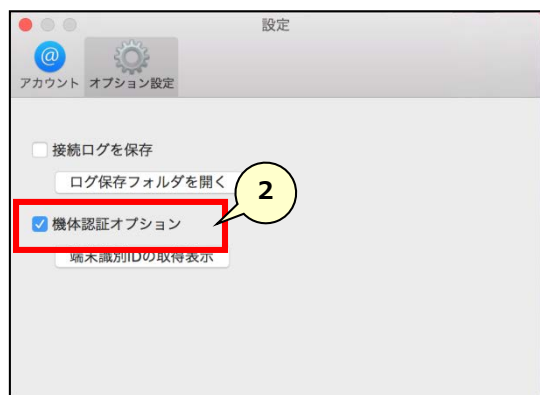 設定
アカウント オプション設定
接続ログを保存
ログ保存フォルダを開く
2
機体認証オプション
端末識別IDの取得表示